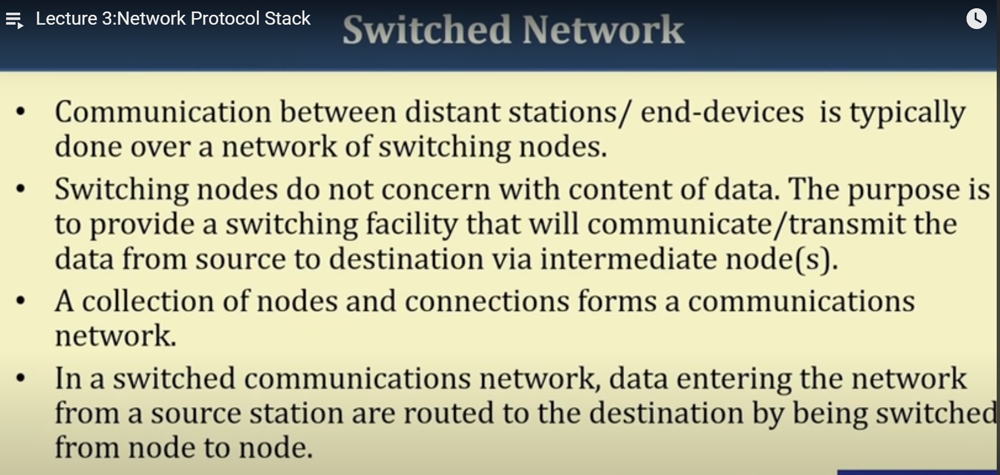 Lecture 3:Network Protocol Stack
Switched Network
• Communication between distant stations/ end-devices is typically
done over a network of switching nodes.
• Switching nodes do not concern with content of data. The purpose is
to provide a switching facility that will communicate/transmit the
data from source to destination via intermediate node(s).
• A collection of nodes and connections forms a communications
network.
• In a switched communications network, data entering the network
from a source station are routed to the destination by being switched
from node to node.